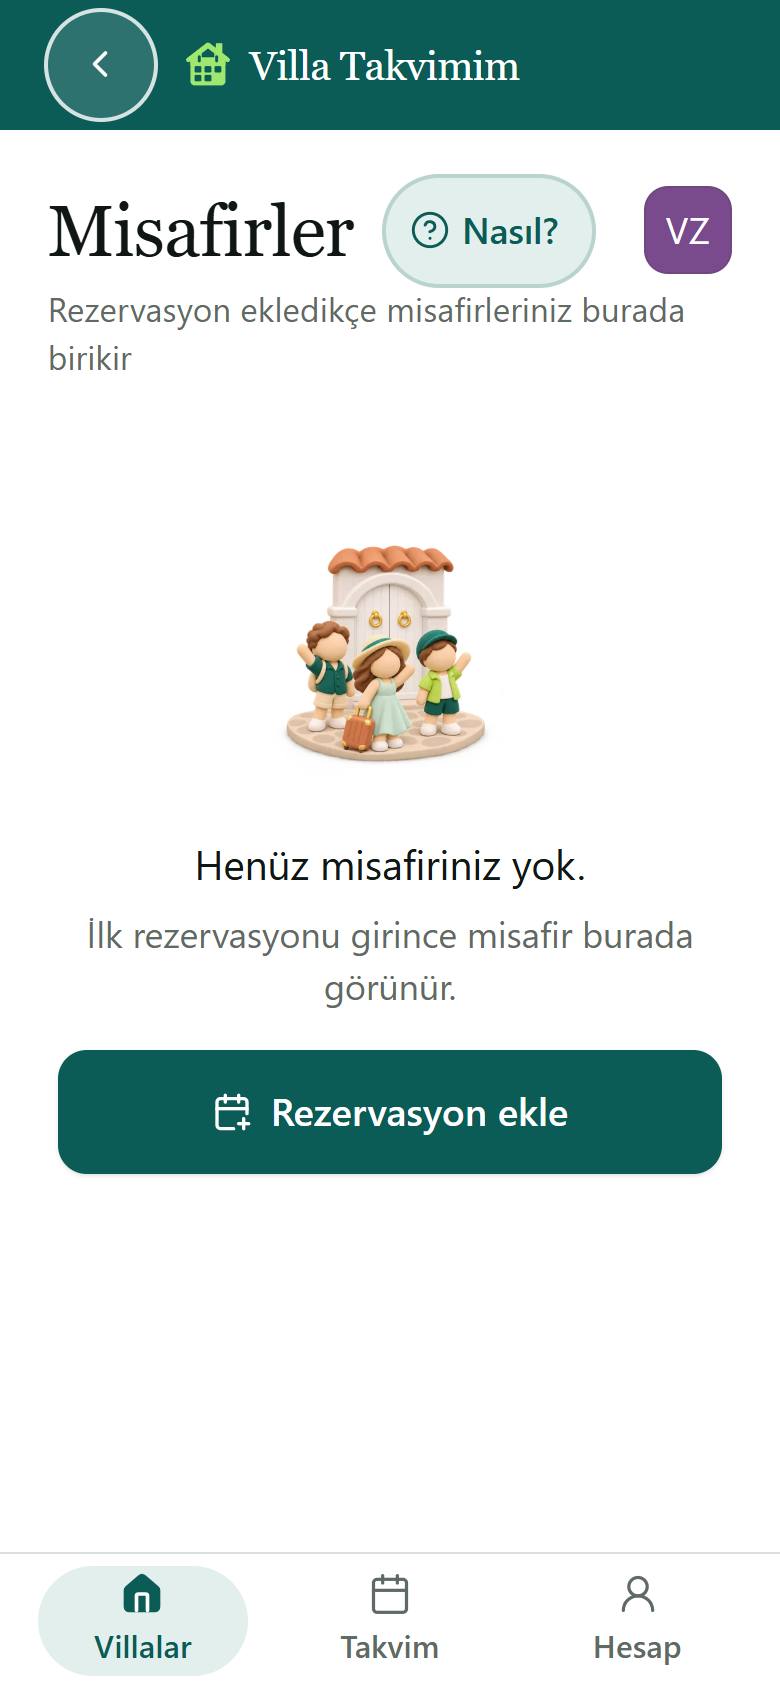 Villa Takvimim
Misafirler
Nasıl?
VZ
Rezervasyon ekledikçe misafirleriniz burada
birikir
Henüz misafiriniz yok.
İlk rezervasyonu girince misafir burada
görünür.
Rezervasyon ekle
Villalar
Takvim
Hesap